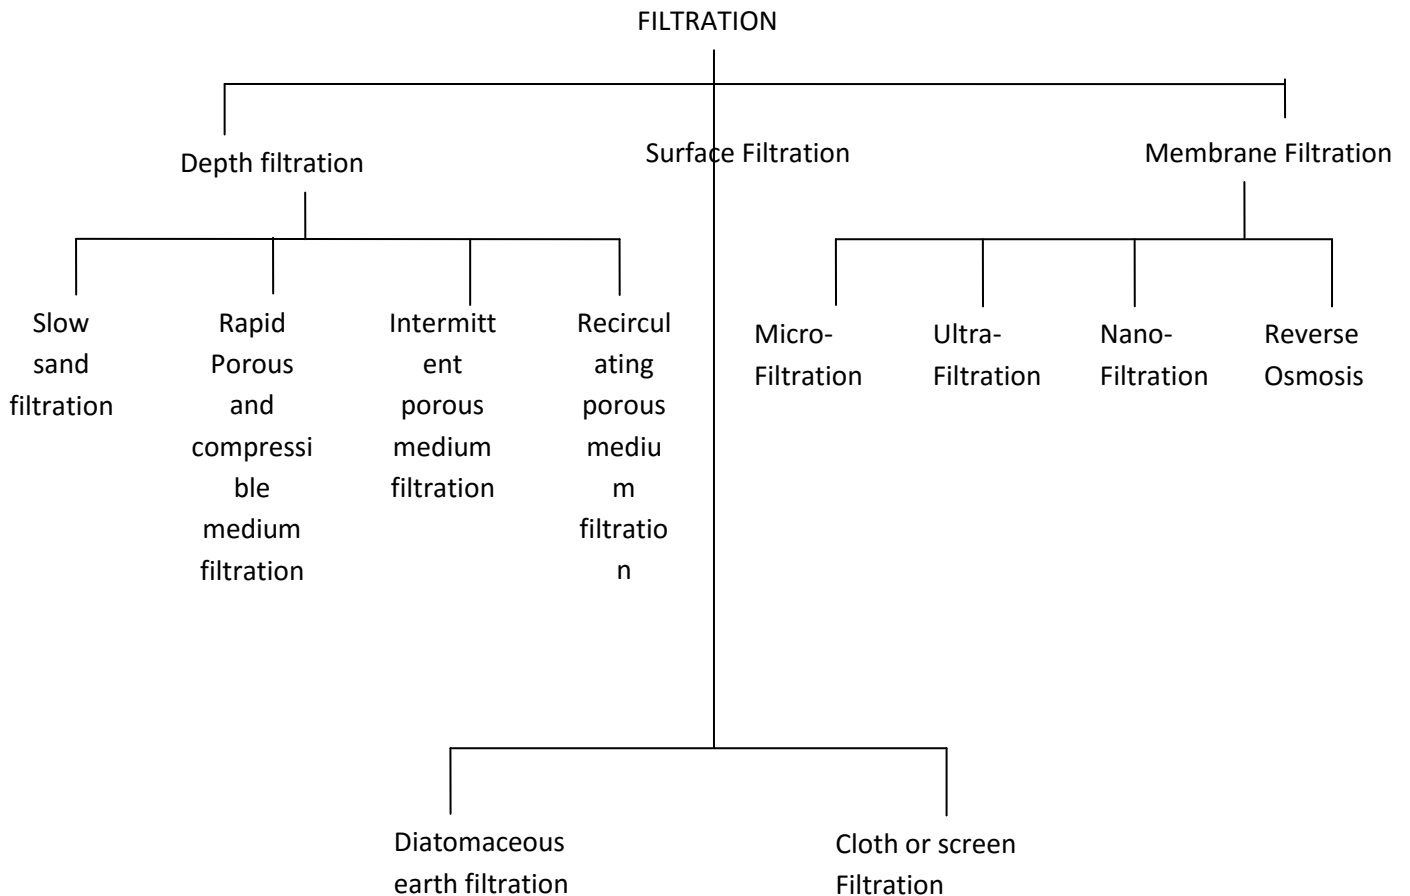 FILTRATION
Depth filtration
Surface Filtration
Membrane Filtration
Slow
sand
filtration
Rapid
Porous
and
compressi
ble
medium
filtration
Intermitt
ent
porous
medium
filtration
Recircul
ating
porous
mediu
m
filtratio
n
Micro-
Filtration
Ultra-
Filtration
Nano-
Filtration
Reverse
Osmosis
Diatomaceous
earth filtration
Cloth or screen
Filtration